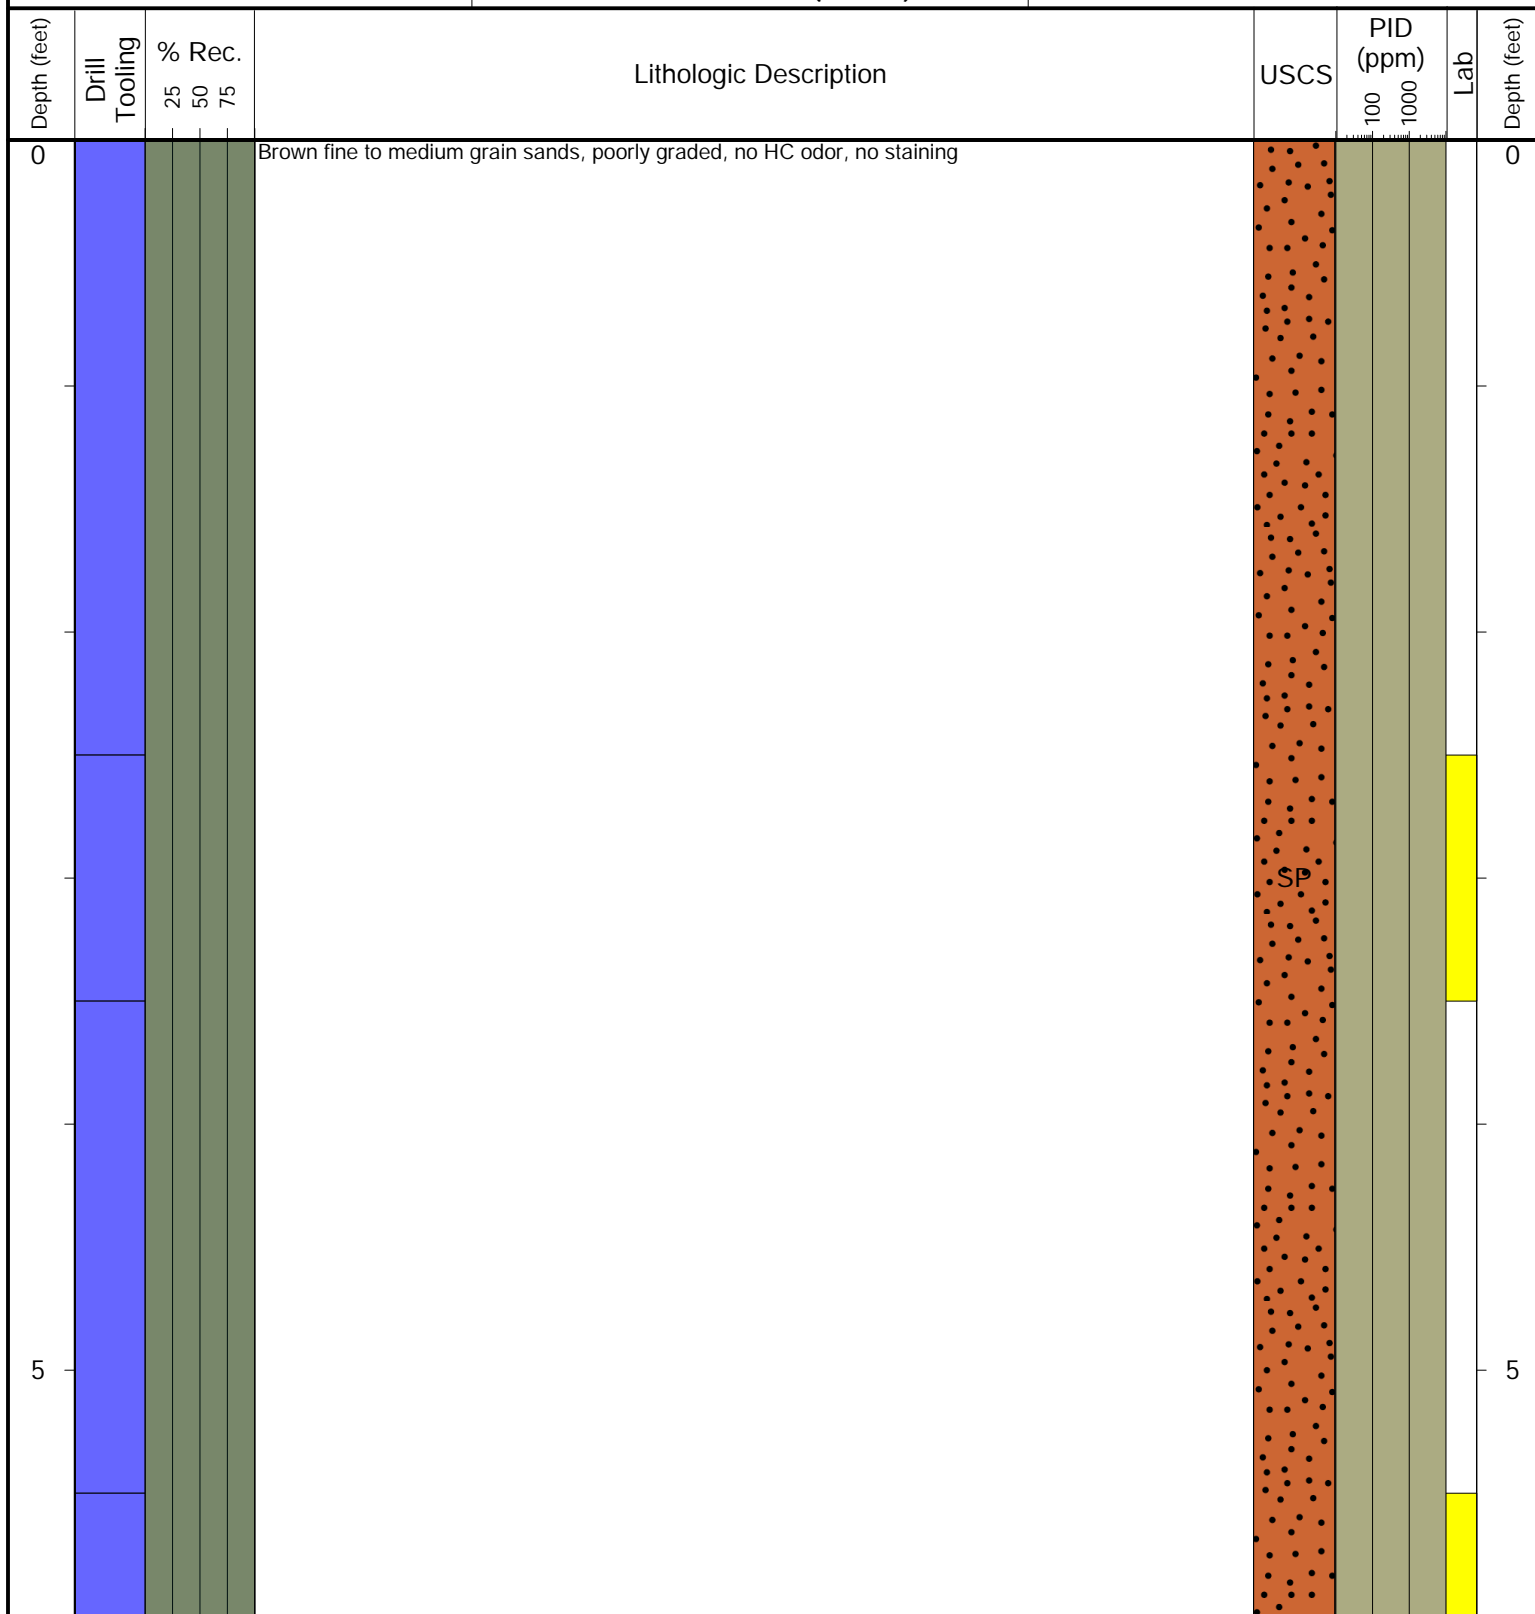 Depth (feet)
Drill
Tooling
% Rec.
25
50
75
Lithologic Description
USCS
PID
(ppm)
100
1000
Lab
Depth (feet)
0
Brown fine to medium grain sands, poorly graded, no HC odor, no staining
0
SP
5
5